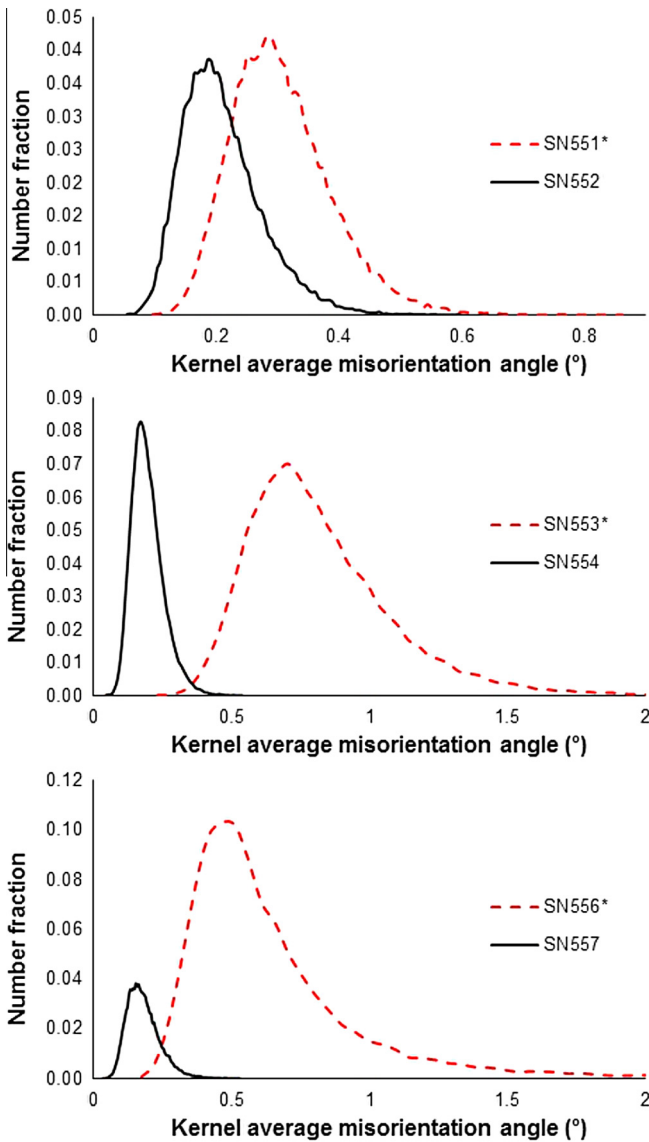 0.05
0.04
0.04
0.03
0.03
0.02
0.02
0.01
0.01
0.00
Number fraction
SN551*
SN552
0 0.2 0.4 0.6 0.8
Kernel average misorientation angle (°)
0.09
0.08
0.07
0.06
0.05
0.04
0.03
0.02
0.01
0.00
Number fraction
SN553*
SN554
0 0.5 1 1.5 2
Kernel average misorientation angle (°)
0.12
0.10
0.08
0.06
0.04
0.02
0.00
Number fraction
SN556*
SN557
0 0.5 1 1.5 2
Kernel average misorientation angle (°)